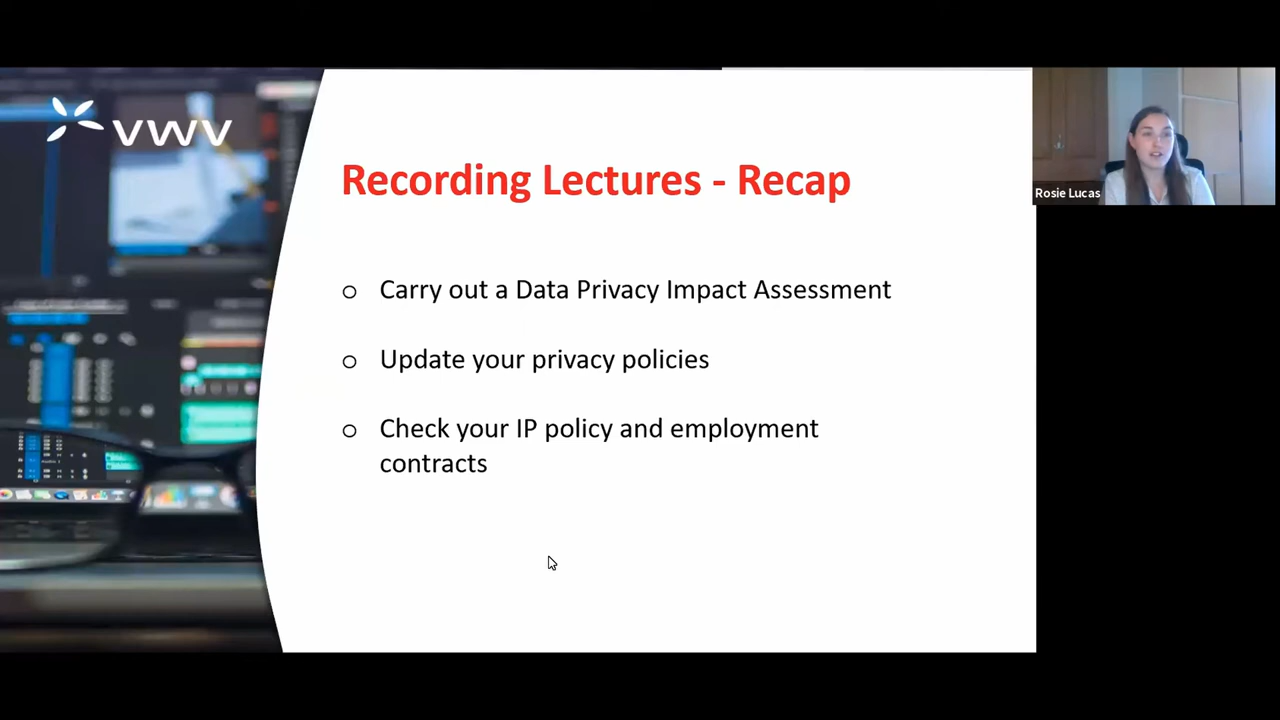 vwv
Recording Lectures - Recap
Rosie Lucas
o Carry out a Data Privacy Impact Assessment
o Update your privacy policies
o Check your IP policy and employment
contracts